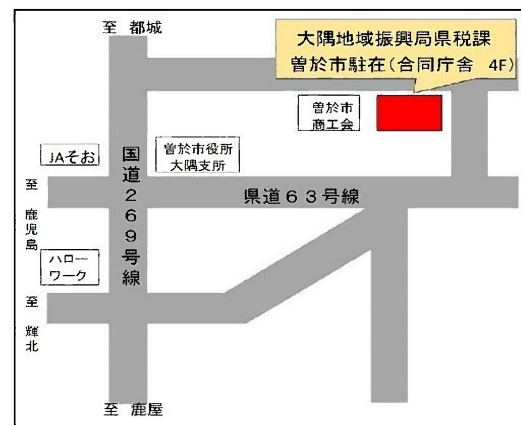 至 都城
大隅地域振興局県税課
曽於市駐在(合同庁舎 4F)
曽於市
商工会
JAそお
国道269号線
曽於市役所
大隅支所
至 鹿児島
県道63号線
ハロー
ワーク
至 輝北
至 鹿屋